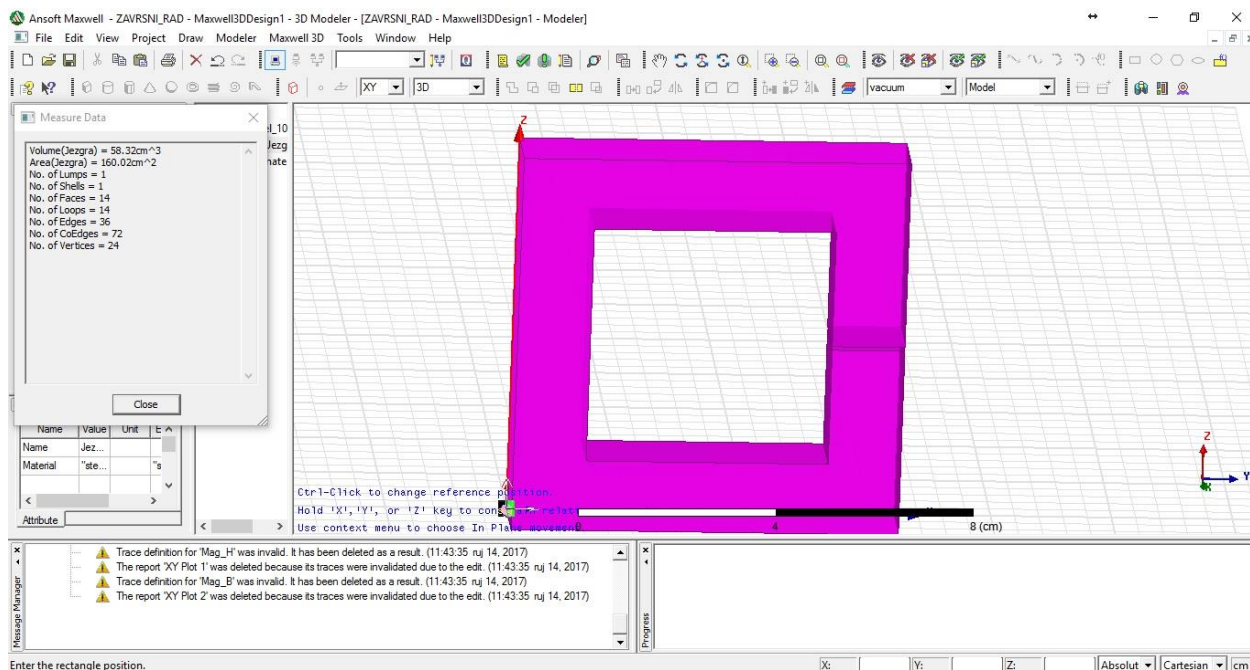 Ansoft Maxwell - ZAVRSNI_RAD - Maxwell3DDesign1 - 3D Modeler - [ZAVRSNI_RAD - Maxwell3DDesign1 - Modeler]
File Edit View Project Draw Modeler Maxwell 3D Tools Window Help
XY 3D vacuum Model
Measure Data
Volume(Jezgra) = 58.32cm^3
Area(Jezgra) = 160.02cm^2
No. of Lumps = 1
No. of Shells = 1
No. of Faces = 14
No. of Loops = 14
No. of Edges = 36
No. of CoEdges = 72
No. of Vertices = 24
Close
el_10
Jezg
nate
Name Value Unit E
Name Jez...
Material "ste... "s
Attribute
Z
Z
Y
X
Ctrl-Click to change reference position.
Hold 'X','Y', or 'Z' key to
Use context menu to choose In Plane movement
0 4 8 (cm)
Message Manager
Trace definition for 'Mag_H' was invalid. It has been deleted as a result. (11:43:35 ruj 14, 2017)
The report 'XY Plot 1' was deleted because its traces were invalidated due to the edit. (11:43:35 ruj 14, 2017)
Trace definition for 'Mag_B' was invalid. It has been deleted as a result. (11:43:35 ruj 14, 2017)
The report 'XY Plot 2' was deleted because its traces were invalidated due to the edit. (11:43:35 ruj 14, 2017)
Progress
Enter the rectangle position.
X: Y: Z: Absolut Cartesian cm